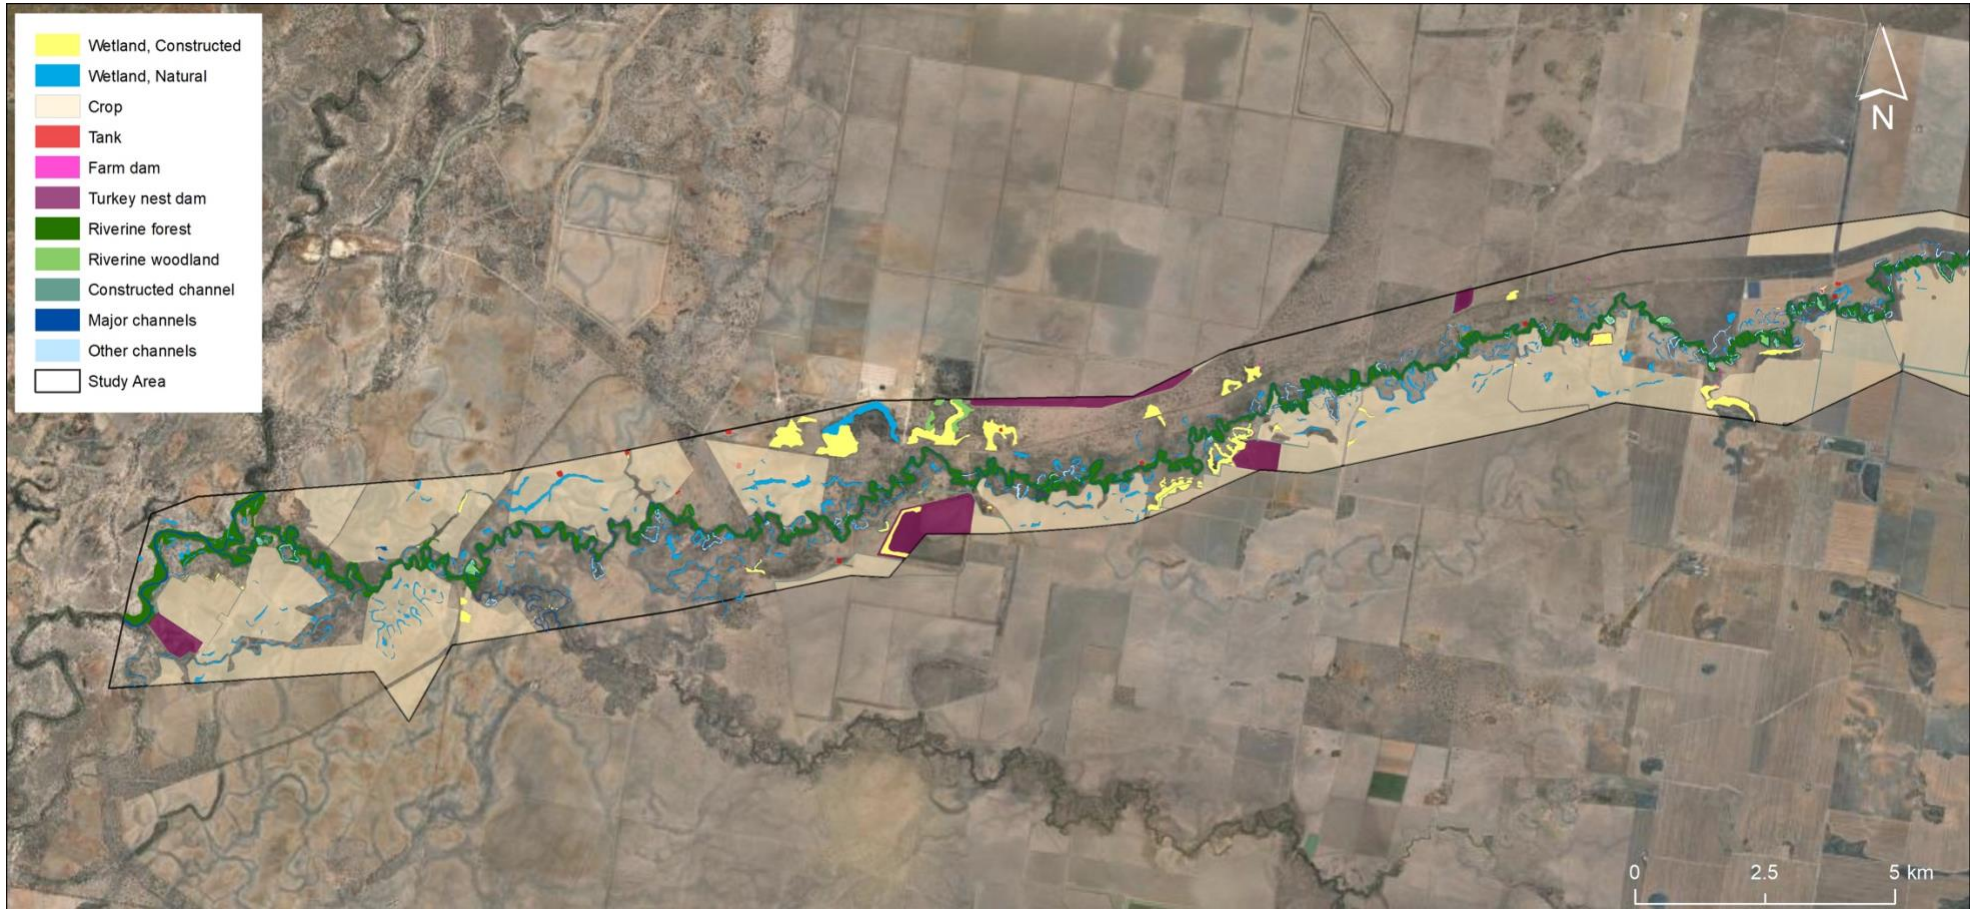 Wetland, Constructed
Wetland, Natural
Crop
Tank
Farm dam
Turkey nest dam
Riverine forest
Riverine woodland
Constructed channel
Major channels
Other channels
Study Area
N
0 2.5 5 km